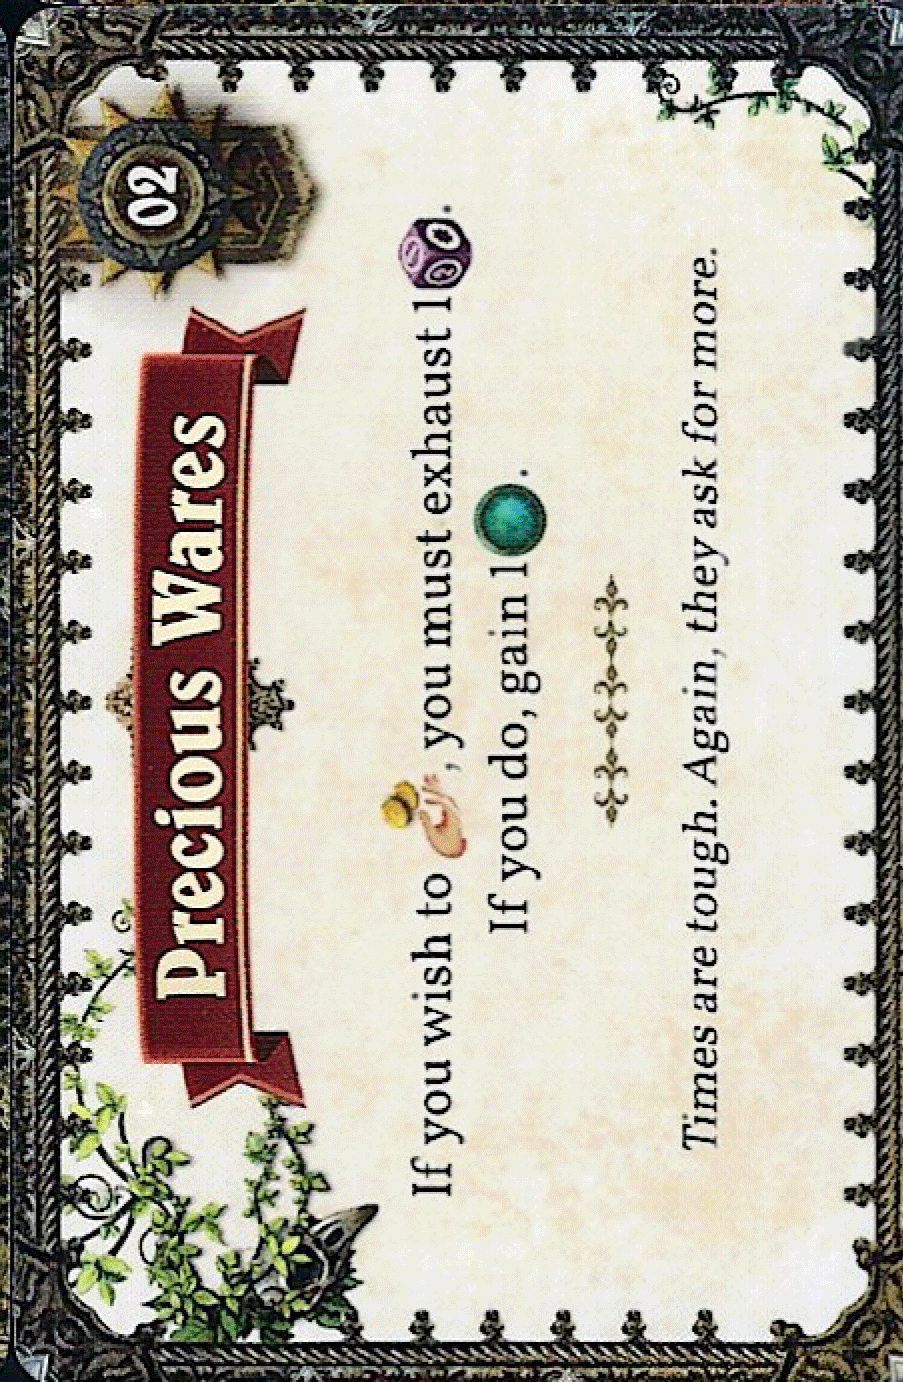 02
Precious Wares
If you wish to , you must exhaust 1 .
If you do, gain 1 .
Times are tough. Again, they ask for more.